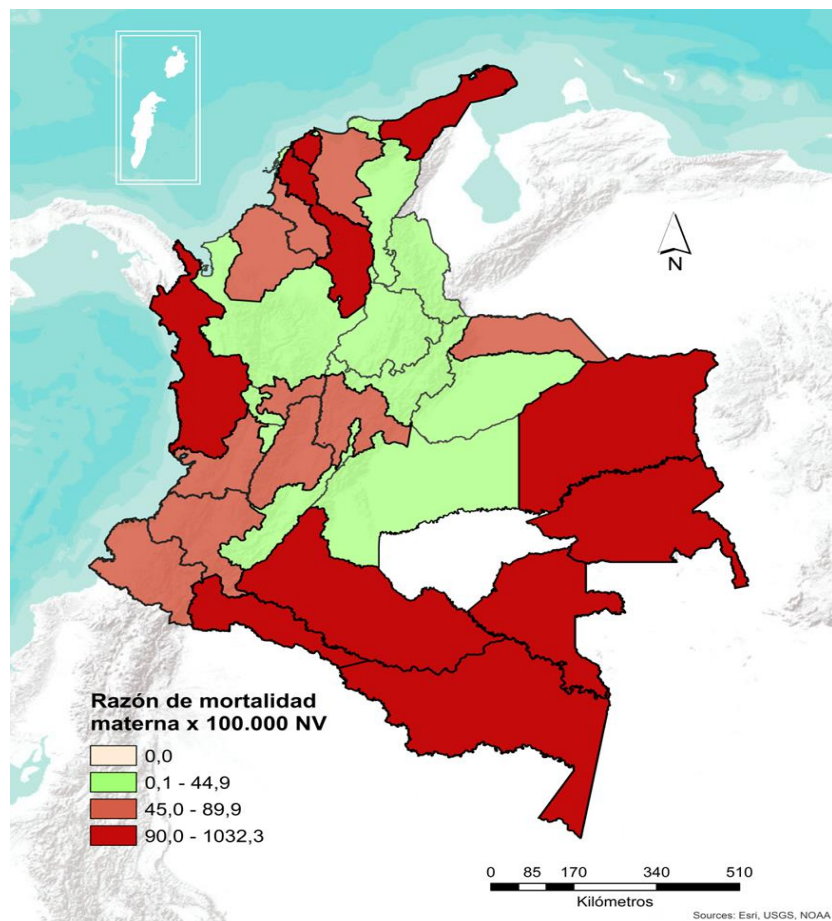 N
Razón de mortalidad
materna x 100.000 NV
0,0
0,1 - 44,9
45,0 - 89,9
90,0 - 1032,3
0 85 170 340 510
Kilómetros
Sources: Esri, USGS, NOAA